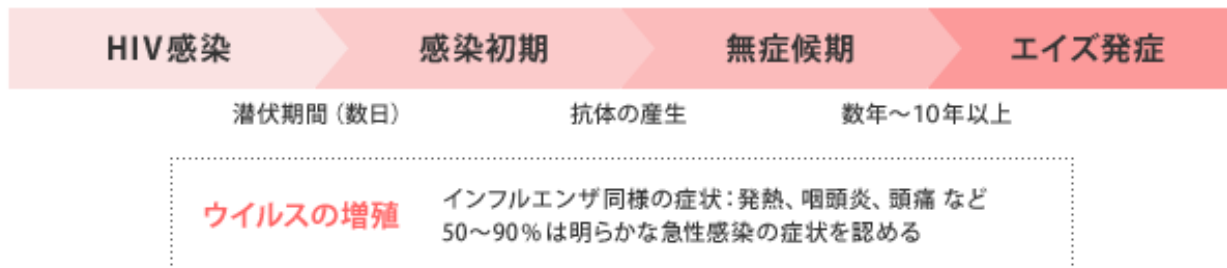 HIV感染
感染初期
無症候期
エイズ発症
潜伏期間（数日）
抗体の産生
数年～10年以上
ウイルスの増殖
インフルエンザ同様の症状：発熱、咽頭炎、頭痛 など
50～90％は明らかな急性感染の症状を認める